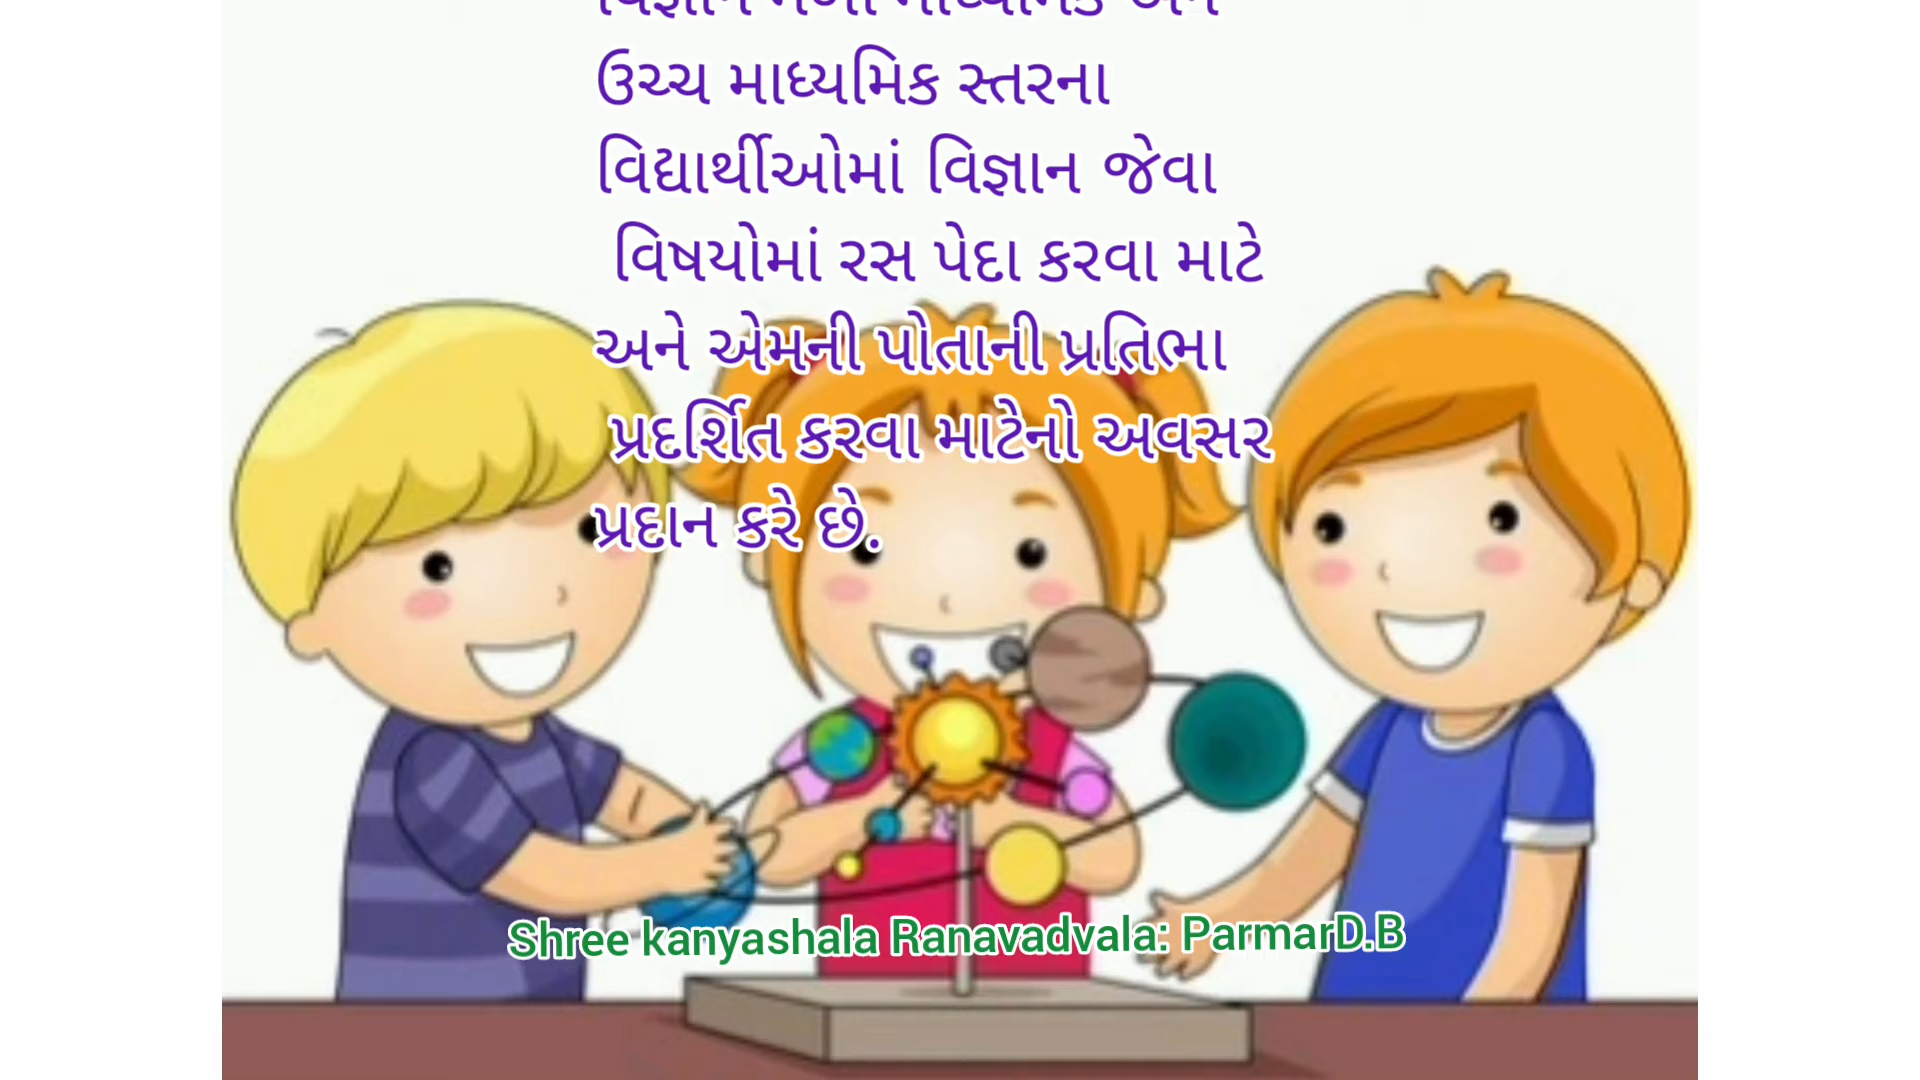 ઉચ્ચ માધ્યમિક સ્તરના
વિદ્યાર્થીઓમાં વિજ્ઞાન જેવા
વિષયોમાં રસ પેદા કરવા માટે
અને એમની પોતાની પ્રતિભા
પ્રદર્શિત કરવા માટેનો અવસર
પ્રદાન કરે છે.
Shree kanyashala Ranavadvala: ParmarD.B